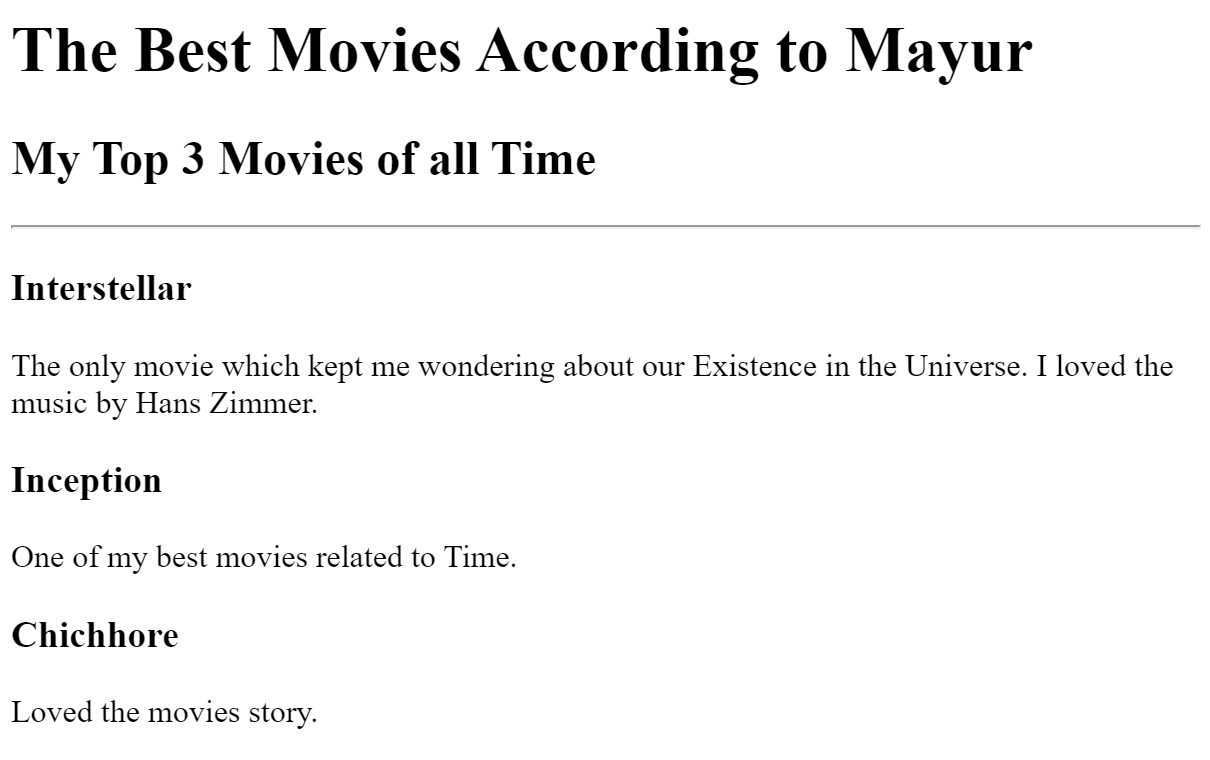 The Best Movies According to Mayur
My Top 3 Movies of all Time
Interstellar
The only movie which kept me wondering about our Existence in the Universe. I loved the
music by Hans Zimmer.
Inception
One of my best movies related to Time.
Chichhore
Loved the movies story.